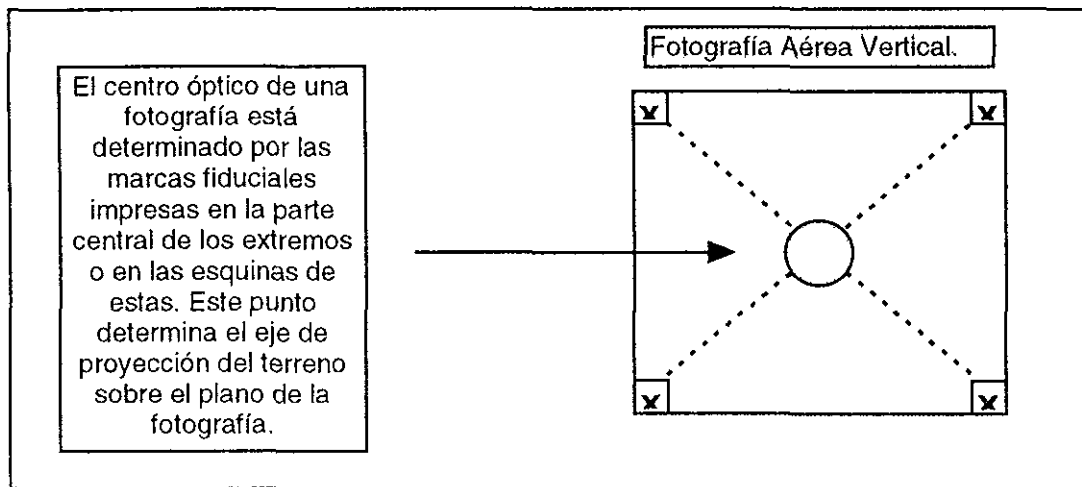 Fotografía Aérea Vertical.
El centro óptico de una
fotografía está
determinado por las
marcas fiduciales
impresas en la parte
central de los extremos
o en las esquinas de
estas. Este punto
determina el eje de
proyección del terreno
sobre el plano de la
fotografía.
x
x
x
x